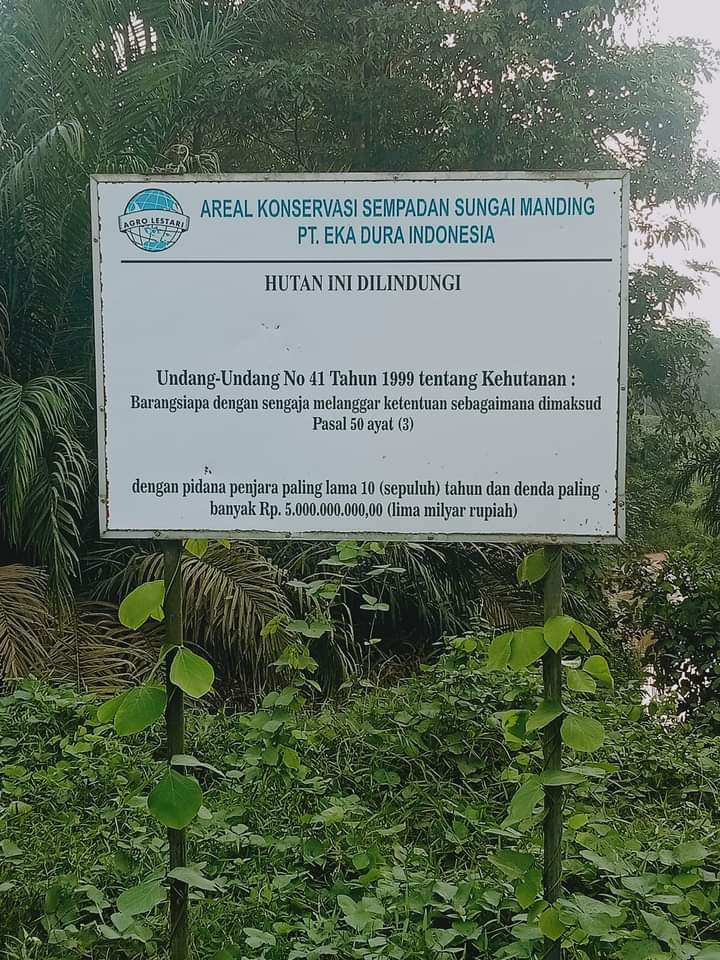 AGRO LESTARI
AREAL KONSERVASI SEMPADAN SUNGAI MANDING
PT. EKA DURA INDONESIA
HUTAN INI DILINDUNGI
Undang-Undang No 41 Tahun 1999 tentang Kehutanan :
Barangsiapa dengan sengaja melanggar ketentuan sebagaimana dimaksud
Pasal 50 ayat (3)
dengan pidana penjara paling lama 10 (sepuluh) tahun dan denda paling
banyak Rp. 5.000.000.000,00 (lima milyar rupiah)